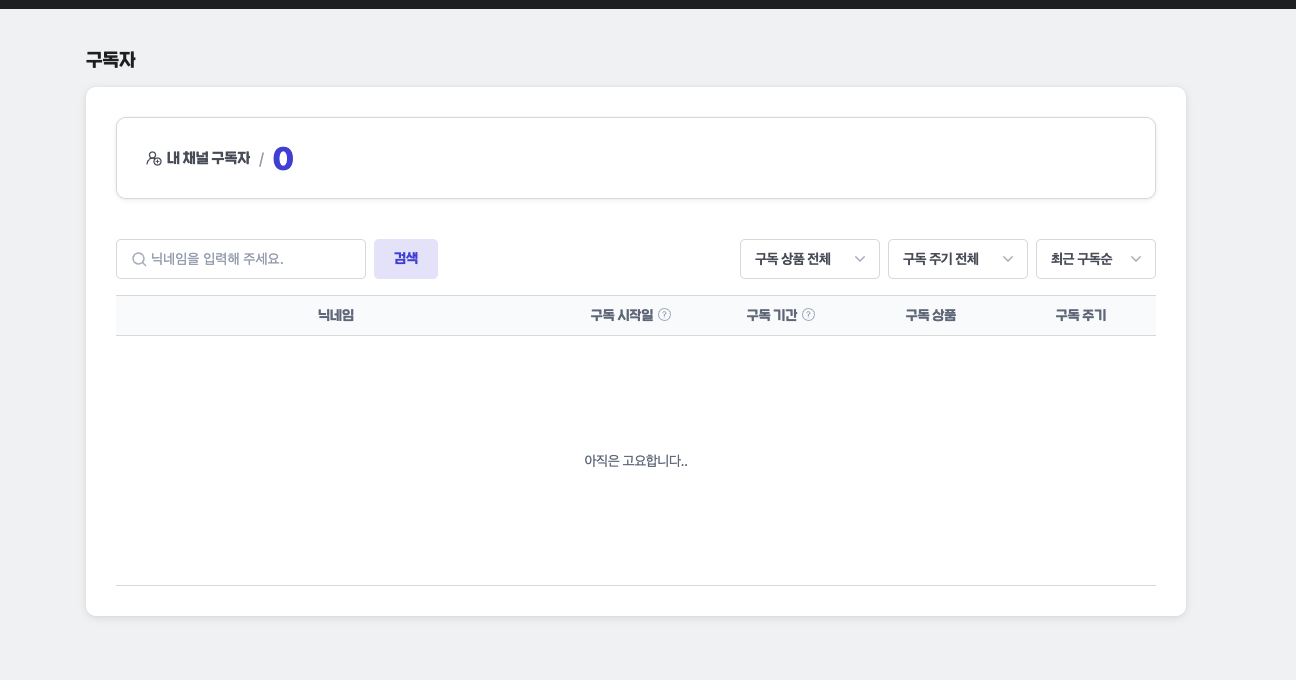 구독자
내 채널 구독자 / 0
닉네임을 입력해 주세요. 검색 구독 상품 전체 구독 주기 전체 최근 구독순
닉네임 구독 시작일 ? 구독 기간 ? 구독 상품 구독 주기
아직은 고요합니다..